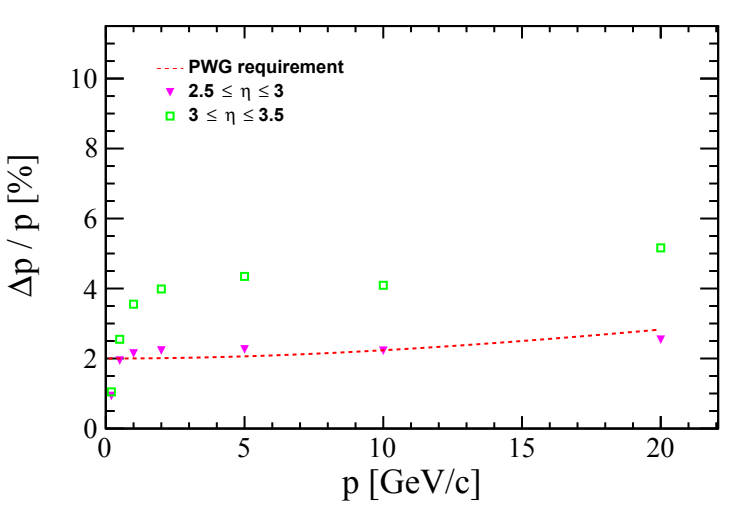 PWG requirement
2.5 ≤ η ≤ 3
3 ≤ η ≤ 3.5
10
8
6
4
2
0
Δp / p [%]
0 5 10 15 20
p [GeV/c]